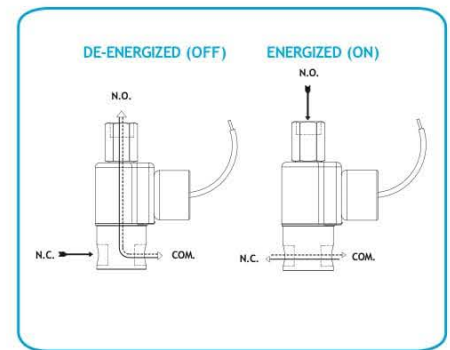 DE-ENERGIZED (OFF)
ENERGIZED (ON)
N.O.
N.O.
N.C.
COM.
N.C.
COM.